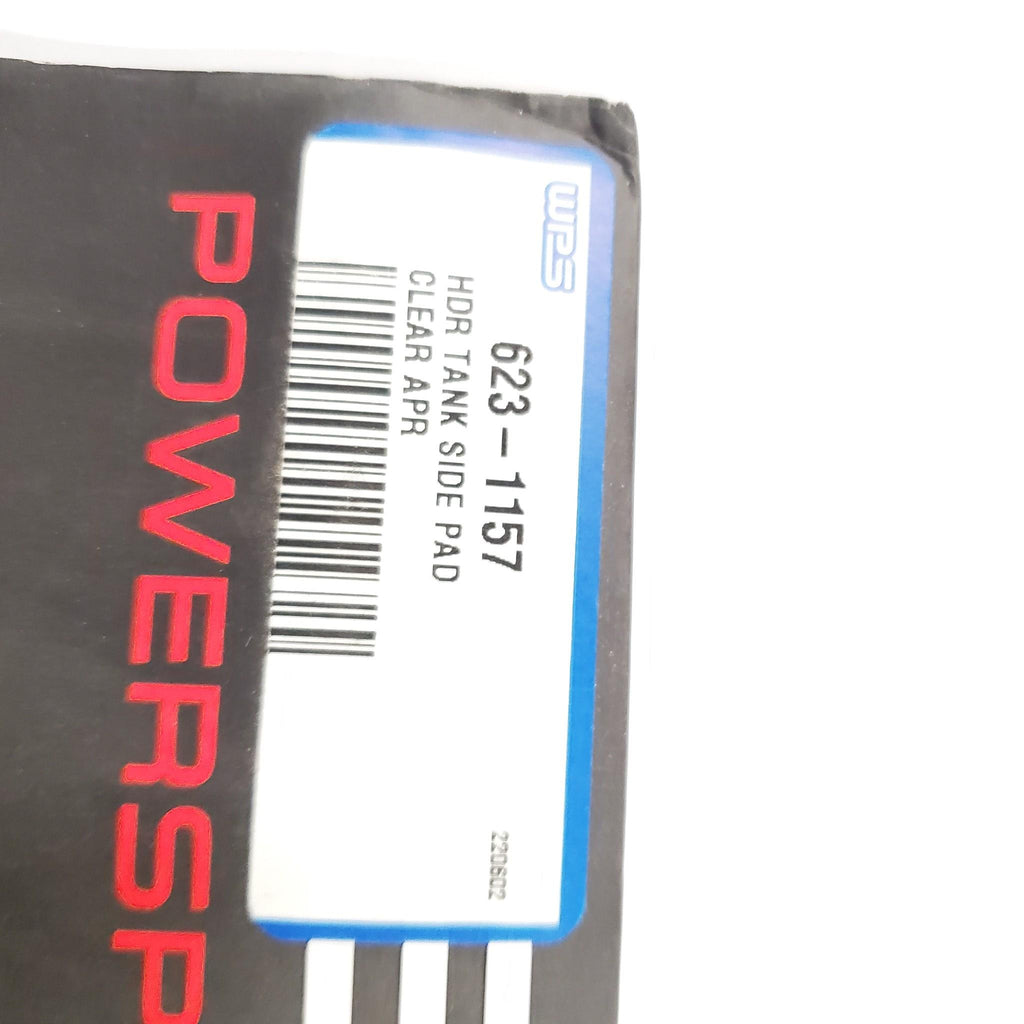 WPS
623-1157
HDR TANK SIDE PAD
CLEAR APR
220602
POWERSP